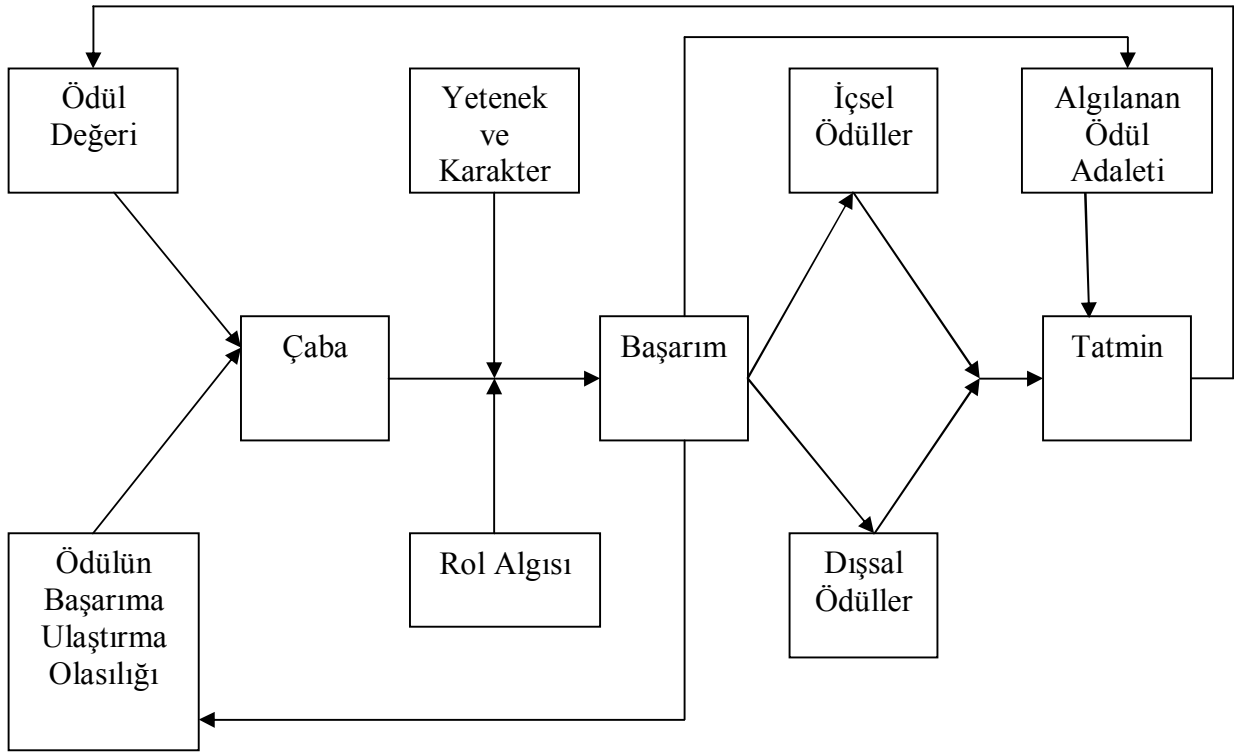 Ödül
Değeri
Yetenek
ve
Karakter
İçsel
Ödüller
Algılanan
Ödül
Adaleti
Çaba
Başarım
Tatmin
Ödülün
Başarıma
Ulaştırma
Olasılığı
Rol Algısı
Dışsal
Ödüller